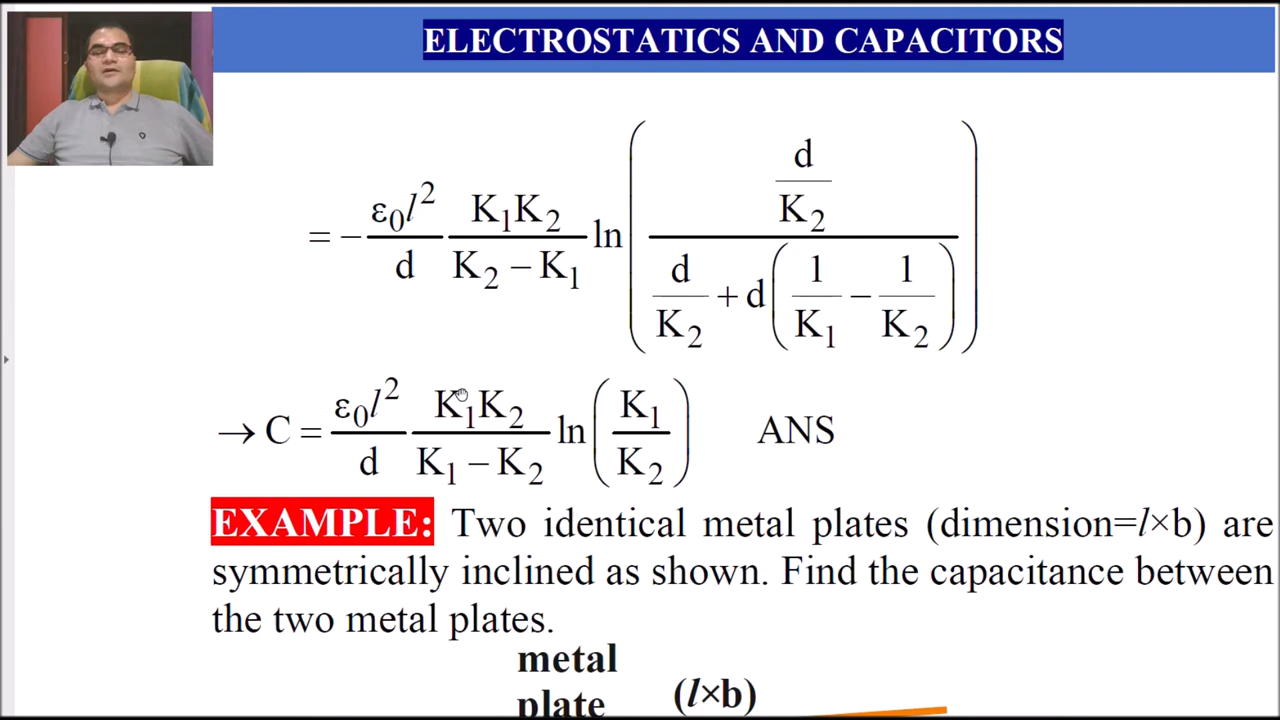 ELECTROSTATICS AND CAPACITORS
= − ε₀l²/d K₁K₂/(K₂ − K₁) ln( (d/K₂) / (d/K₂ + d(1/K₁ − 1/K₂)) )
→ C = ε₀l²/d K₁K₂/(K₁ − K₂) ln(K₁/K₂) ANS
EXAMPLE: Two identical metal plates (dimension=l×b) are
symmetrically inclined as shown. Find the capacitance between
the two metal plates.
metal
plate (l×b)